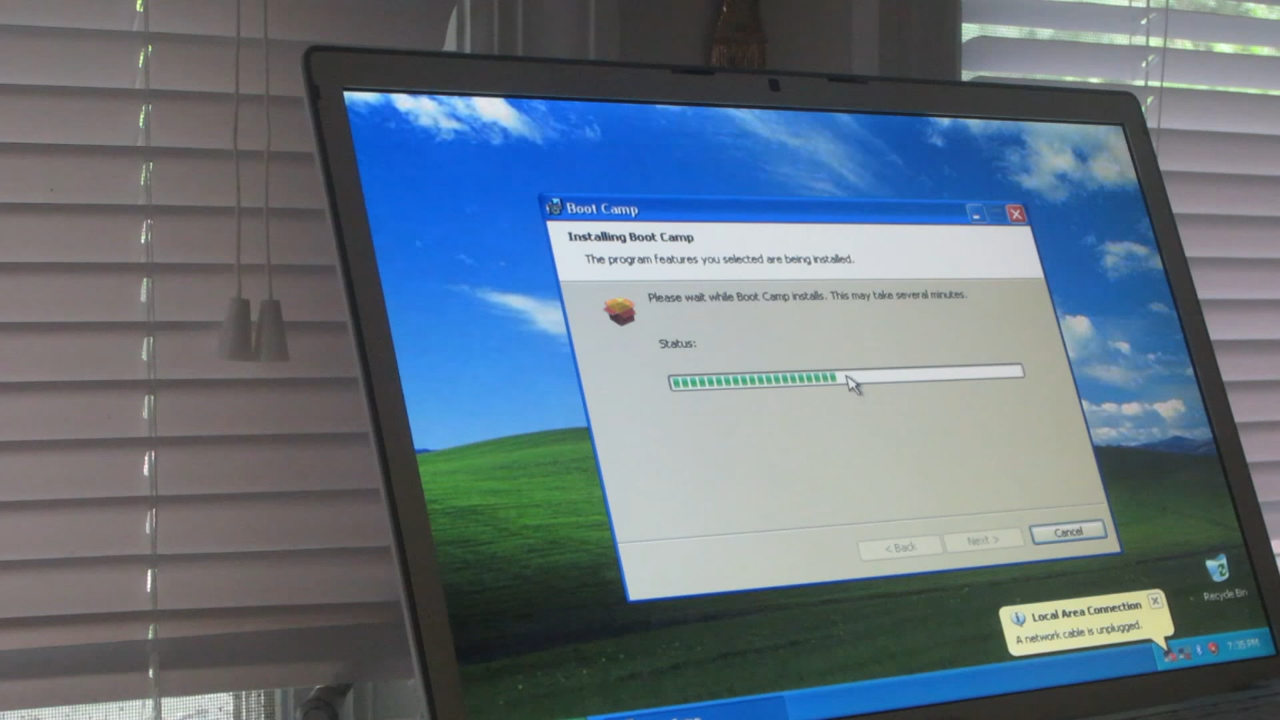 Boot Camp
Installing Boot Camp
The program features you selected are being installed.
Please wait while Boot Camp installs. This may take several minutes.
Status:
< Back
Next >
Cancel
Recycle Bin
Local Area Connection
A network cable is unplugged.
7:35 PM